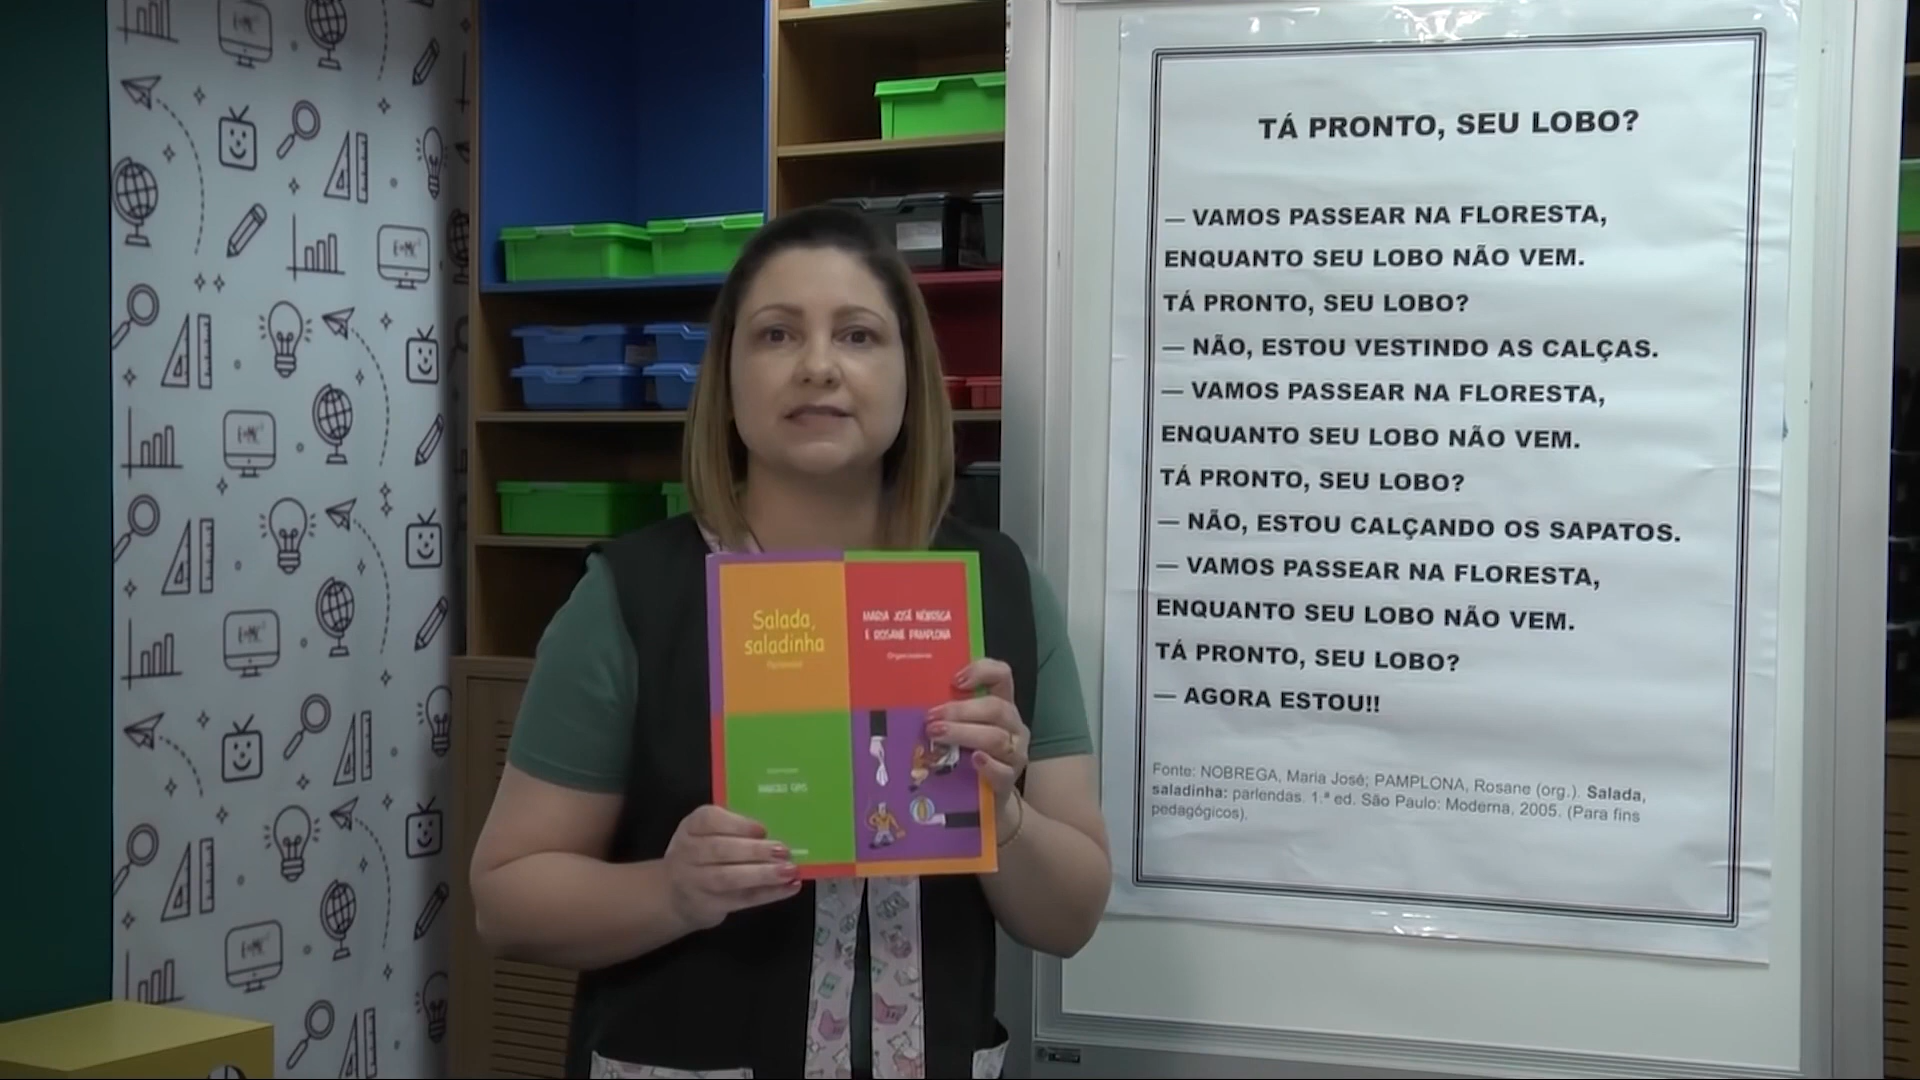 TÁ PRONTO, SEU LOBO?
— VAMOS PASSEAR NA FLORESTA,
ENQUANTO SEU LOBO NÃO VEM.
TÁ PRONTO, SEU LOBO?
— NÃO, ESTOU VESTINDO AS CALÇAS.
— VAMOS PASSEAR NA FLORESTA,
ENQUANTO SEU LOBO NÃO VEM.
TÁ PRONTO, SEU LOBO?
— NÃO, ESTOU CALÇANDO OS SAPATOS.
— VAMOS PASSEAR NA FLORESTA,
ENQUANTO SEU LOBO NÃO VEM.
TÁ PRONTO, SEU LOBO?
— AGORA ESTOU!!
Fonte: NOBREGA, Maria José; PAMPLONA, Rosane (org.). Salada,
saladinha: parlendas. 1.ª ed. São Paulo: Moderna, 2005. (Para fins
pedagógicos).
Salada,
saladinha
Parlendas
MARIA JOSÉ NÓBREGA
E ROSANE PAMPLONA
Organizadoras